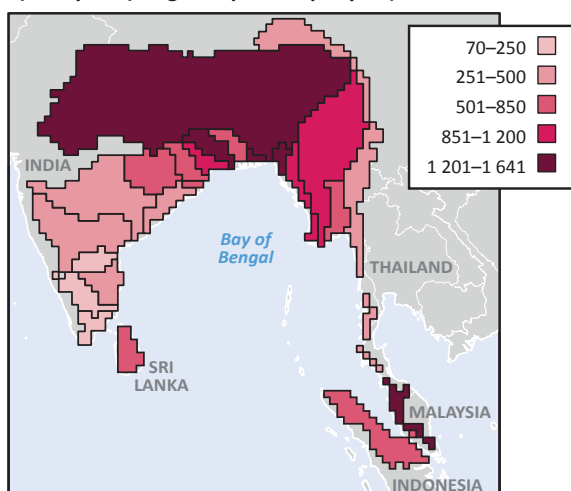 70–250
251–500
501–850
851–1 200
1 201–1 641
INDIA
Bay of
Bengal
THAILAND
SRI
LANKA
MALAYSIA
INDONESIA